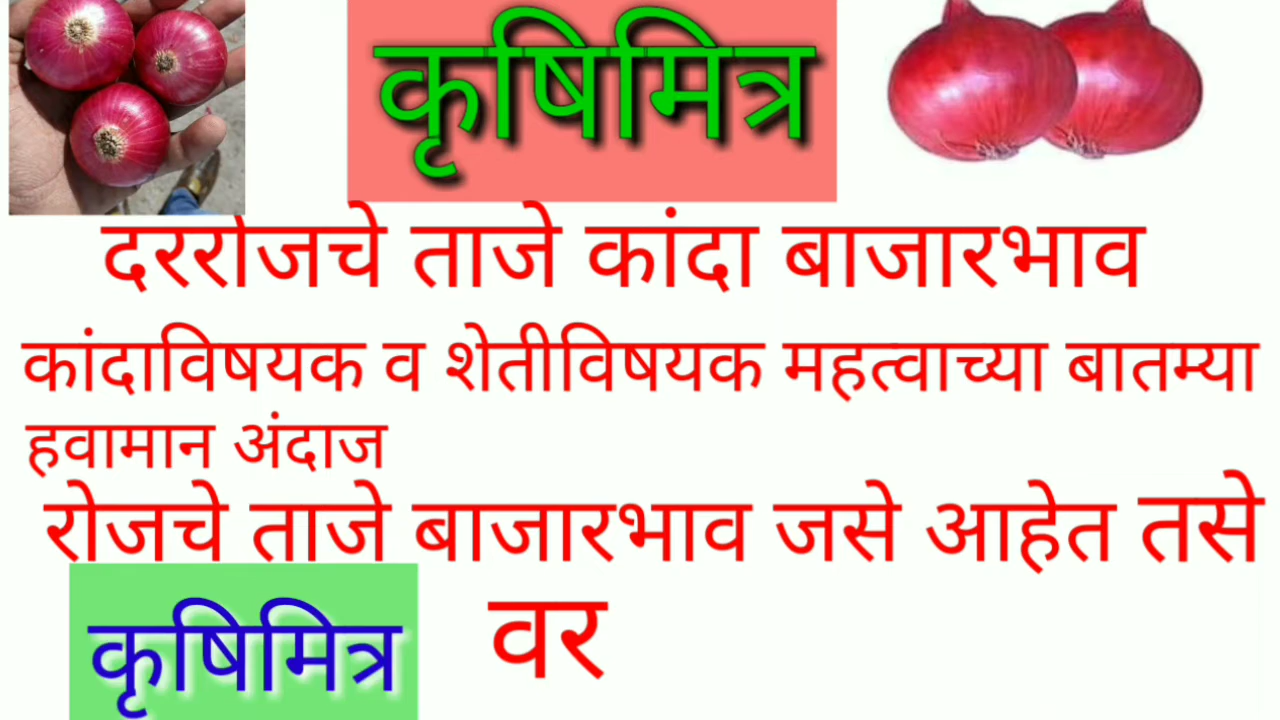 कृषिमित्र
दररोजचे ताजे कांदा बाजारभाव
कांदाविषयक व शेतीविषयक महत्वाच्या बातम्या
हवामान अंदाज
रोजचे ताजे बाजारभाव जसे आहेत तसे
कृषिमित्र वर